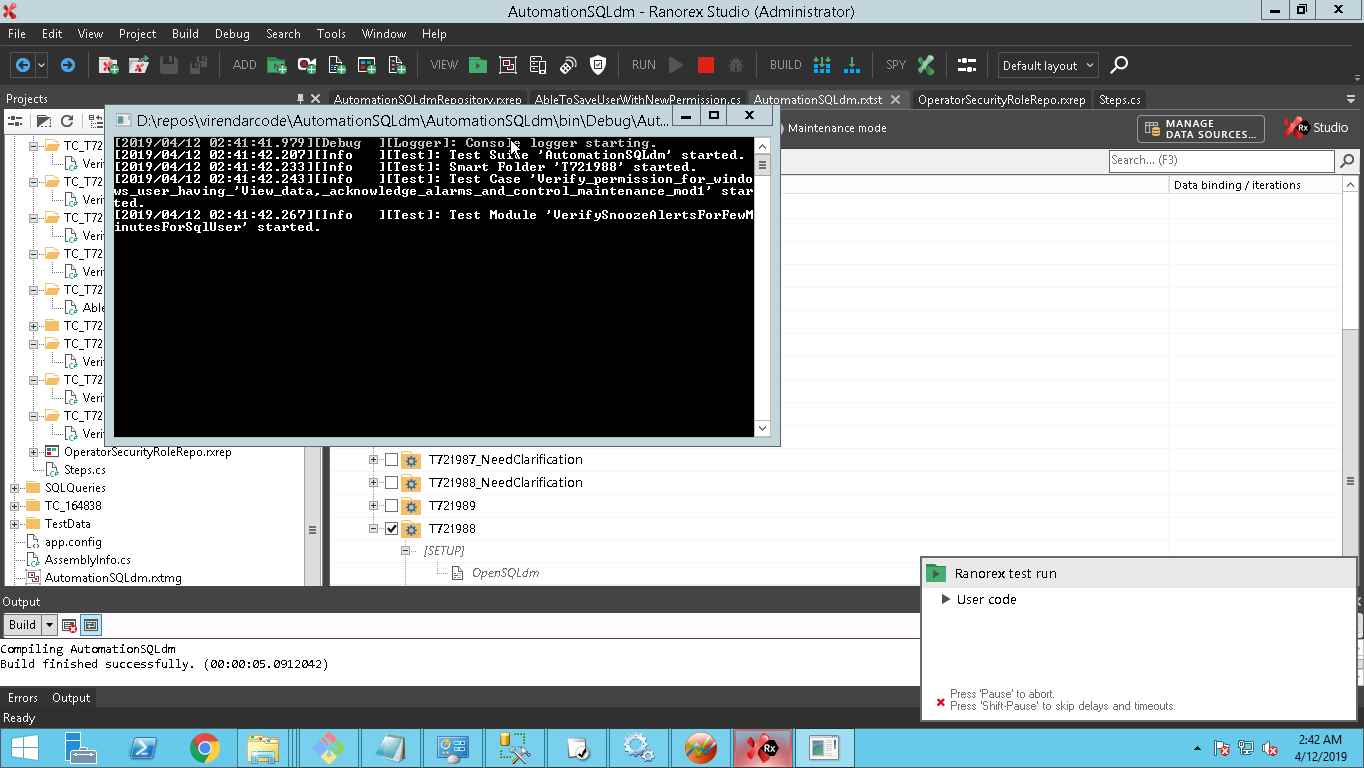 AutomationSQLdm - Ranorex Studio (Administrator)
File Edit View Project Build Debug Search Tools Window Help
ADD VIEW RUN BUILD SPY Default layout
Projects
AutomationSQLdmRepository.rxrep AbleToSaveUserWithNewPermission.cs AutomationSQLdm.rxtst OperatorSecurityRoleRepo.rxrep Steps.cs
D:\repos\virendarcode\AutomationSQLdm\AutomationSQLdm\bin\Debug\Aut...
Maintenance mode
MANAGE DATA SOURCES...
Studio
Search... (F3)
Data binding / iterations
[2019/04/12 02:41:41.979][Debug ][Logger]: Console logger starting.
[2019/04/12 02:41:42.207][Info ][Test]: Test Suite 'AutomationSQLdm' started.
[2019/04/12 02:41:42.233][Info ][Test]: Smart Folder 'T721988' started.
[2019/04/12 02:41:42.243][Info ][Test]: Test Case 'Verify_permission_for_windo
ws_user_having_'View_data,_acknowledge_alarms_and_control_maintenance_mod1' star
ted.
[2019/04/12 02:41:42.267][Info ][Test]: Test Module 'VerifySnoozeAlertsForFewM
inutesForSqlUser' started.
TC_T72
Veri
TC_T72
Veri
TC_T72
Veri
TC_T72
Veri
TC_T72
Able
TC_T72
TC_T72
Veri
TC_T72
Veri
TC_T72
Veri
OperatorSecurityRoleRepo.rxrep
Steps.cs
SQLQueries
TC_164838
TestData
app.config
AssemblyInfo.cs
AutomationSQLdm.rxtmg
T721987_NeedClarification
T721988_NeedClarification
T721989
T721988
[SETUP]
OpenSQLdm
Ranorex test run
User code
Press 'Pause' to abort.
Press 'Shift-Pause' to skip delays and timeouts.
Output
Build
Compiling AutomationSQLdm
Build finished successfully. (00:00:05.0912042)
Errors Output
Ready
Rx
2:42 AM
4/12/2019